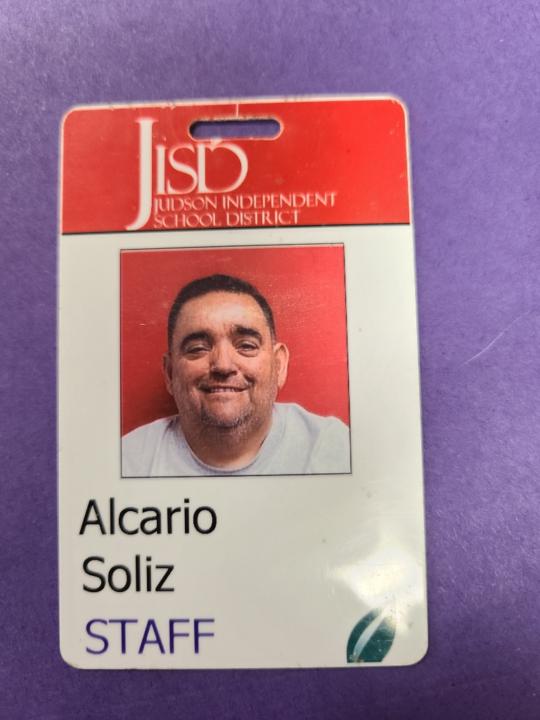 JISD
JUDSON INDEPENDENT
SCHOOL DISTRICT
Alcario
Soliz
STAFF